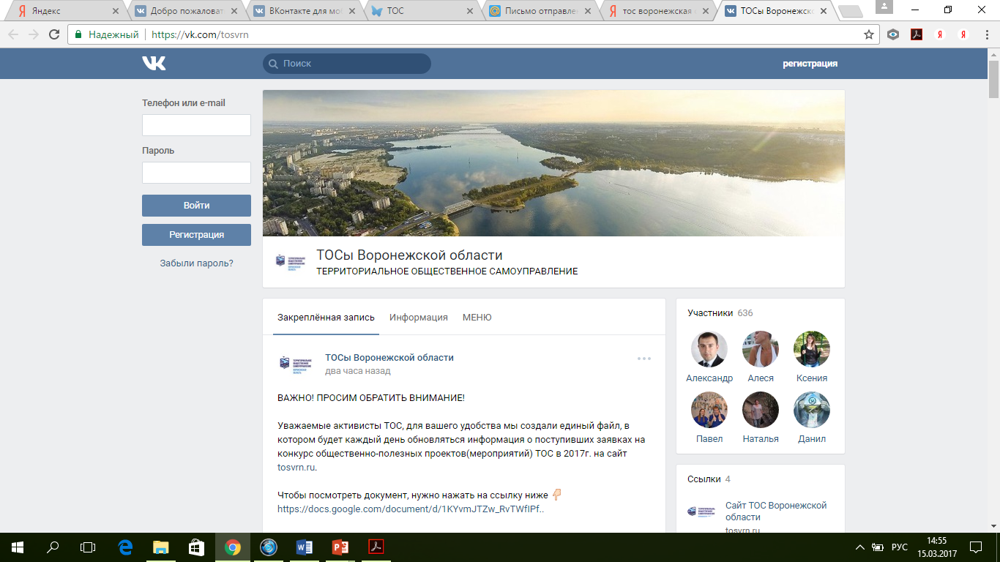 Яндекс
Добро пожаловат
ВКонтакте для мо
ТОС
Письмо отправле
тос воронежская
ТОСы Воронежск
Надежный
https://vk.com/tosvrn
Поиск
регистрация
Телефон или e-mail
Пароль
Войти
Регистрация
Забыли пароль?
ТОСы Воронежской области
ТЕРРИТОРИАЛЬНОЕ ОБЩЕСТВЕННОЕ САМОУПРАВЛЕНИЕ
Закреплённая запись
Информация
МЕНЮ
ТОСы Воронежской области
два часа назад
ВАЖНО! ПРОСИМ ОБРАТИТЬ ВНИМАНИЕ!
Уважаемые активисты ТОС, для вашего удобства мы создали единый файл, в
котором будет каждый день обновляться информация о поступивших заявках на
конкурс общественно-полезных проектов(мероприятий) ТОС в 2017г. на сайт
tosvrn.ru.
Чтобы посмотреть документ, нужно нажать на ссылку ниже 👇🏻
https://docs.google.com/document/d/1KYvmJTZw_RvTWfIPf..
Участники 636
Александр
Алеся
Ксения
Павел
Наталья
Данил
Ссылки 4
Сайт ТОС Воронежской
области
tosvrn.ru
РУС
14:55
15.03.2017